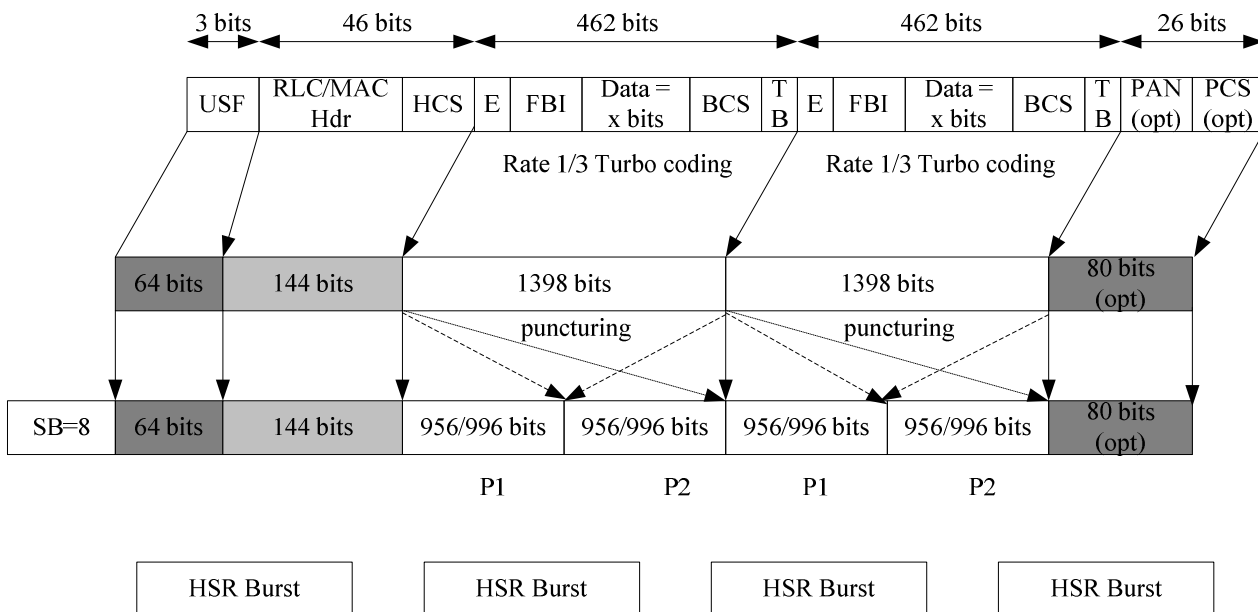 3 bits 46 bits 462 bits 462 bits 26 bits
USF RLC/MAC Hdr HCS E FBI Data = x bits BCS T B E FBI Data = x bits BCS T B PAN (opt) PCS (opt)
Rate 1/3 Turbo coding Rate 1/3 Turbo coding
64 bits 144 bits 1398 bits 1398 bits 80 bits (opt)
puncturing puncturing
SB=8 64 bits 144 bits 956/996 bits 956/996 bits 956/996 bits 956/996 bits 80 bits (opt)
P1 P2 P1 P2
HSR Burst HSR Burst HSR Burst HSR Burst